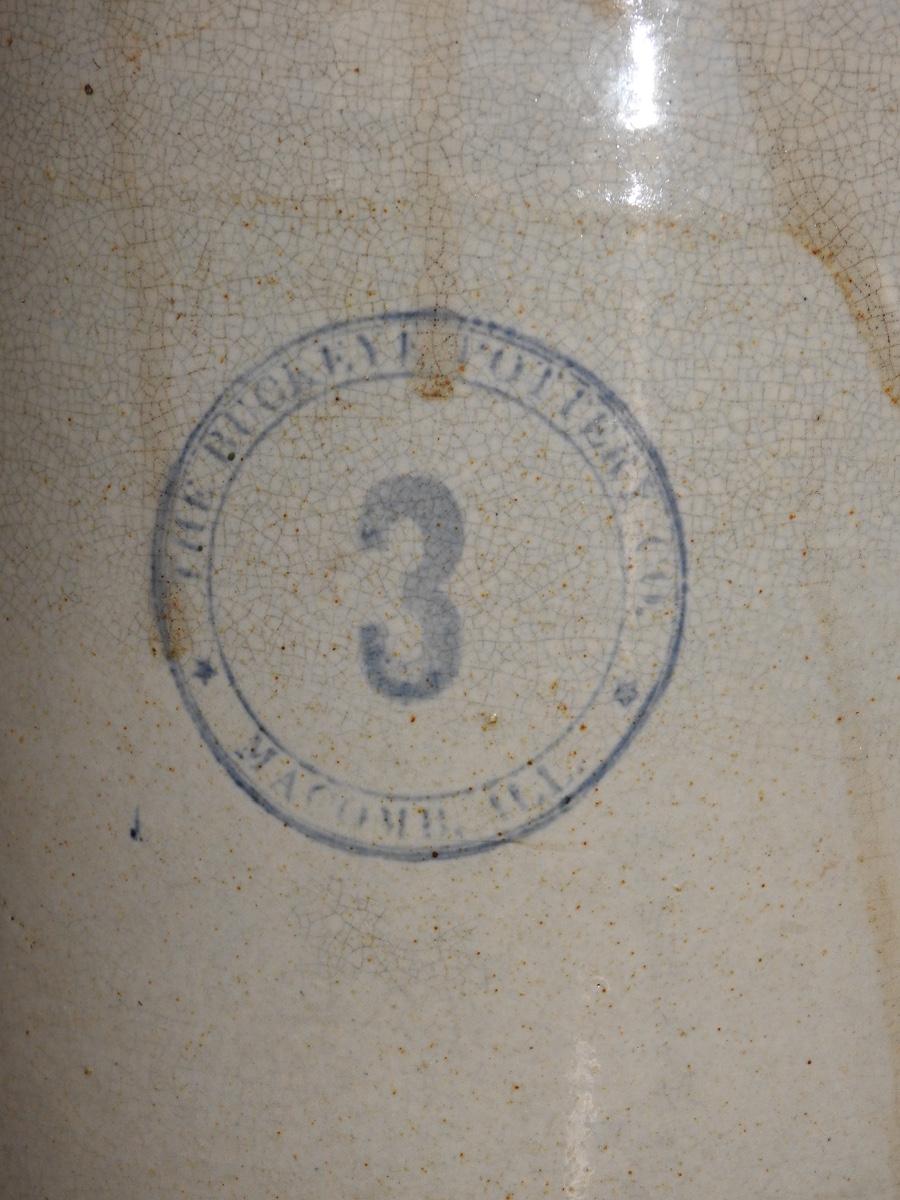 THE BUCKEYE POTTERY CO.
3
MACOMB, ILL.